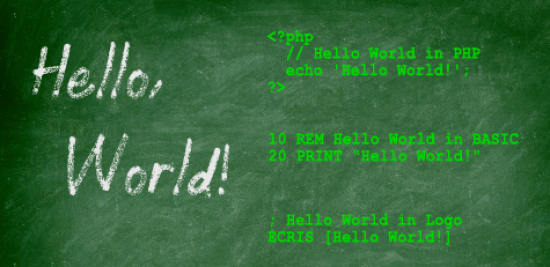 Hello,
World!
<?php
// Hello World in PHP
echo 'Hello World!';
?>
10 REM Hello World in BASIC
20 PRINT "Hello World!"
; Hello World in Logo
ECRIS [Hello World!]